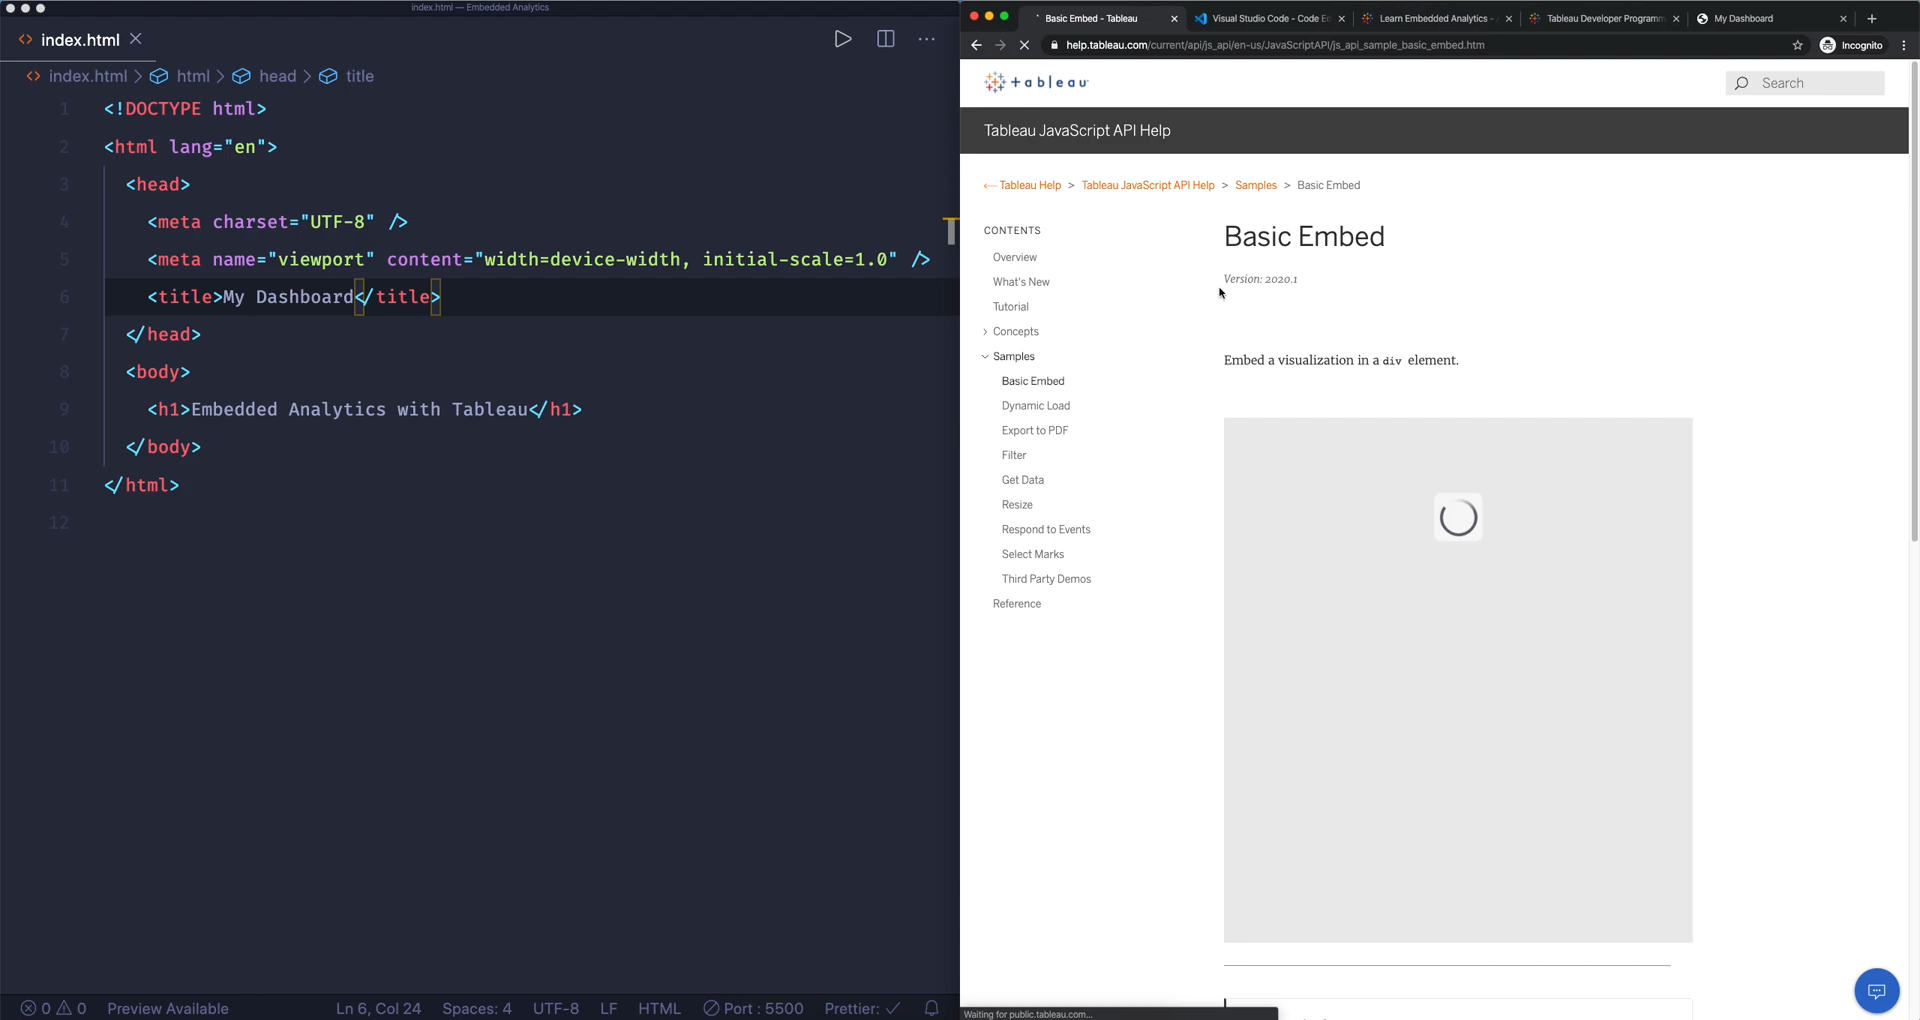 index.html — Embedded Analytics
index.html
index.html > html > head > title
1 <!DOCTYPE html>
2 <html lang="en">
3 <head>
4 <meta charset="UTF-8" />
5 <meta name="viewport" content="width=device-width, initial-scale=1.0" />
6 <title>My Dashboard</title>
7 </head>
8 <body>
9 <h1>Embedded Analytics with Tableau</h1>
10 </body>
11 </html>
12
0 0 Preview Available Ln 6, Col 24 Spaces: 4 UTF-8 LF HTML Port : 5500 Prettier: ✓
Basic Embed - Tableau
Visual Studio Code - Code Ed
Learn Embedded Analytics -
Tableau Developer Programm
My Dashboard
help.tableau.com/current/api/js_api/en-us/JavaScriptAPI/js_api_sample_basic_embed.htm
Incognito
+ableau
Search
Tableau JavaScript API Help
Tableau Help > Tableau JavaScript API Help > Samples > Basic Embed
CONTENTS
Overview
What's New
Tutorial
Concepts
Samples
Basic Embed
Dynamic Load
Export to PDF
Filter
Get Data
Resize
Respond to Events
Select Marks
Third Party Demos
Reference
Basic Embed
Version: 2020.1
Embed a visualization in a div element.
Waiting for public.tableau.com...